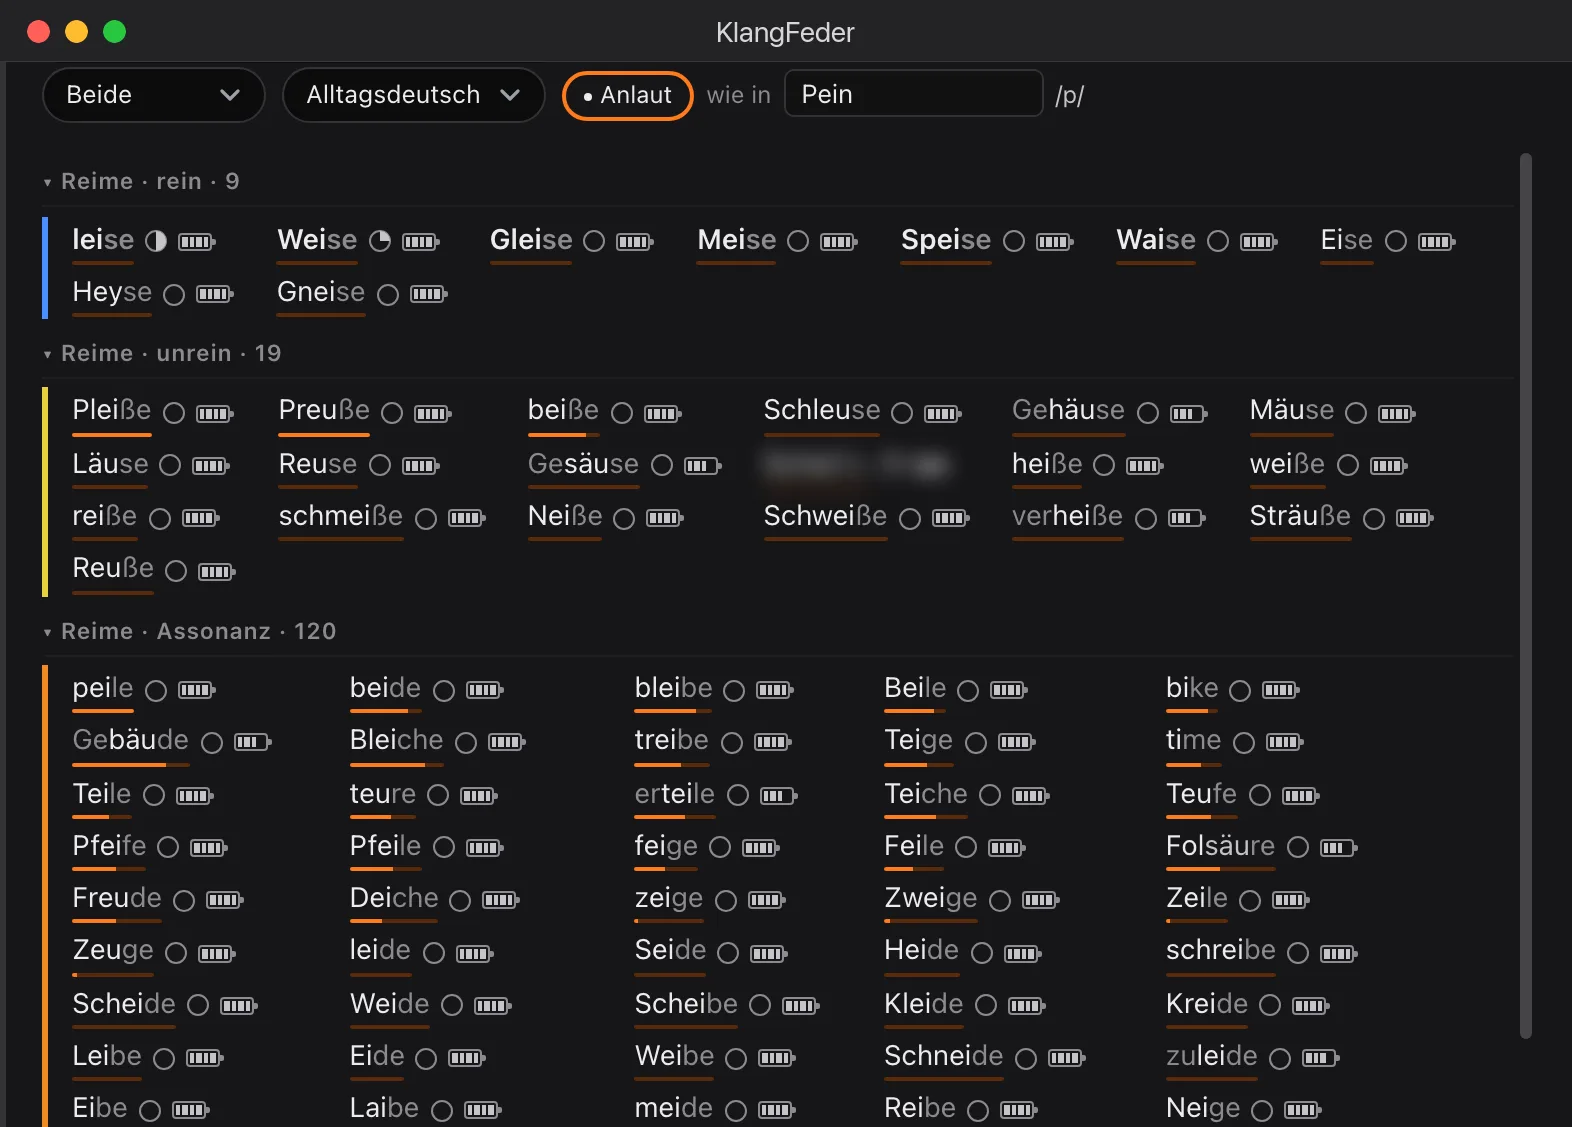 KlangFeder
Beide Alltagsdeutsch • Anlaut wie in Pein /p/
▾ Reime · rein · 9
leise Weise Gleise Meise Speise Waise Eise
Heyse Gneise
▾ Reime · unrein · 19
Pleiße Preuße beiße Schleuse Gehäuse Mäuse
Läuse Reuse Gesäuse heiße weiße
reiße schmeiße Neiße Schweiße verheiße Sträuße
Reuße
▾ Reime · Assonanz · 120
peile beide bleibe Beile bike
Gebäude Bleiche treibe Teige time
Teile teure erteile Teiche Teufe
Pfeife Pfeile feige Feile Folsäure
Freude Deiche zeige Zweige Zeile
Zeuge leide Seide Heide schreibe
Scheide Weide Scheibe Kleide Kreide
Leibe Eide Weibe Schneide zuleide
Eibe Laibe meide Reibe Neige